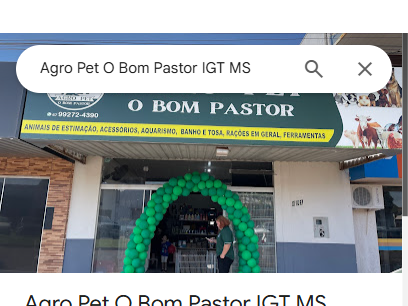 Agro Pet O Bom Pastor IGT MS
AGRO PET
O BOM PASTOR
O BOM PASTOR
67 99272-4390
ANIMAIS DE ESTIMAÇÃO, ACESSÓRIOS, AQUARISMO, BANHO E TOSA, RAÇÕES EM GERAL, FERRAMENTAS
Agro Pet O Bom Pastor IGT MS